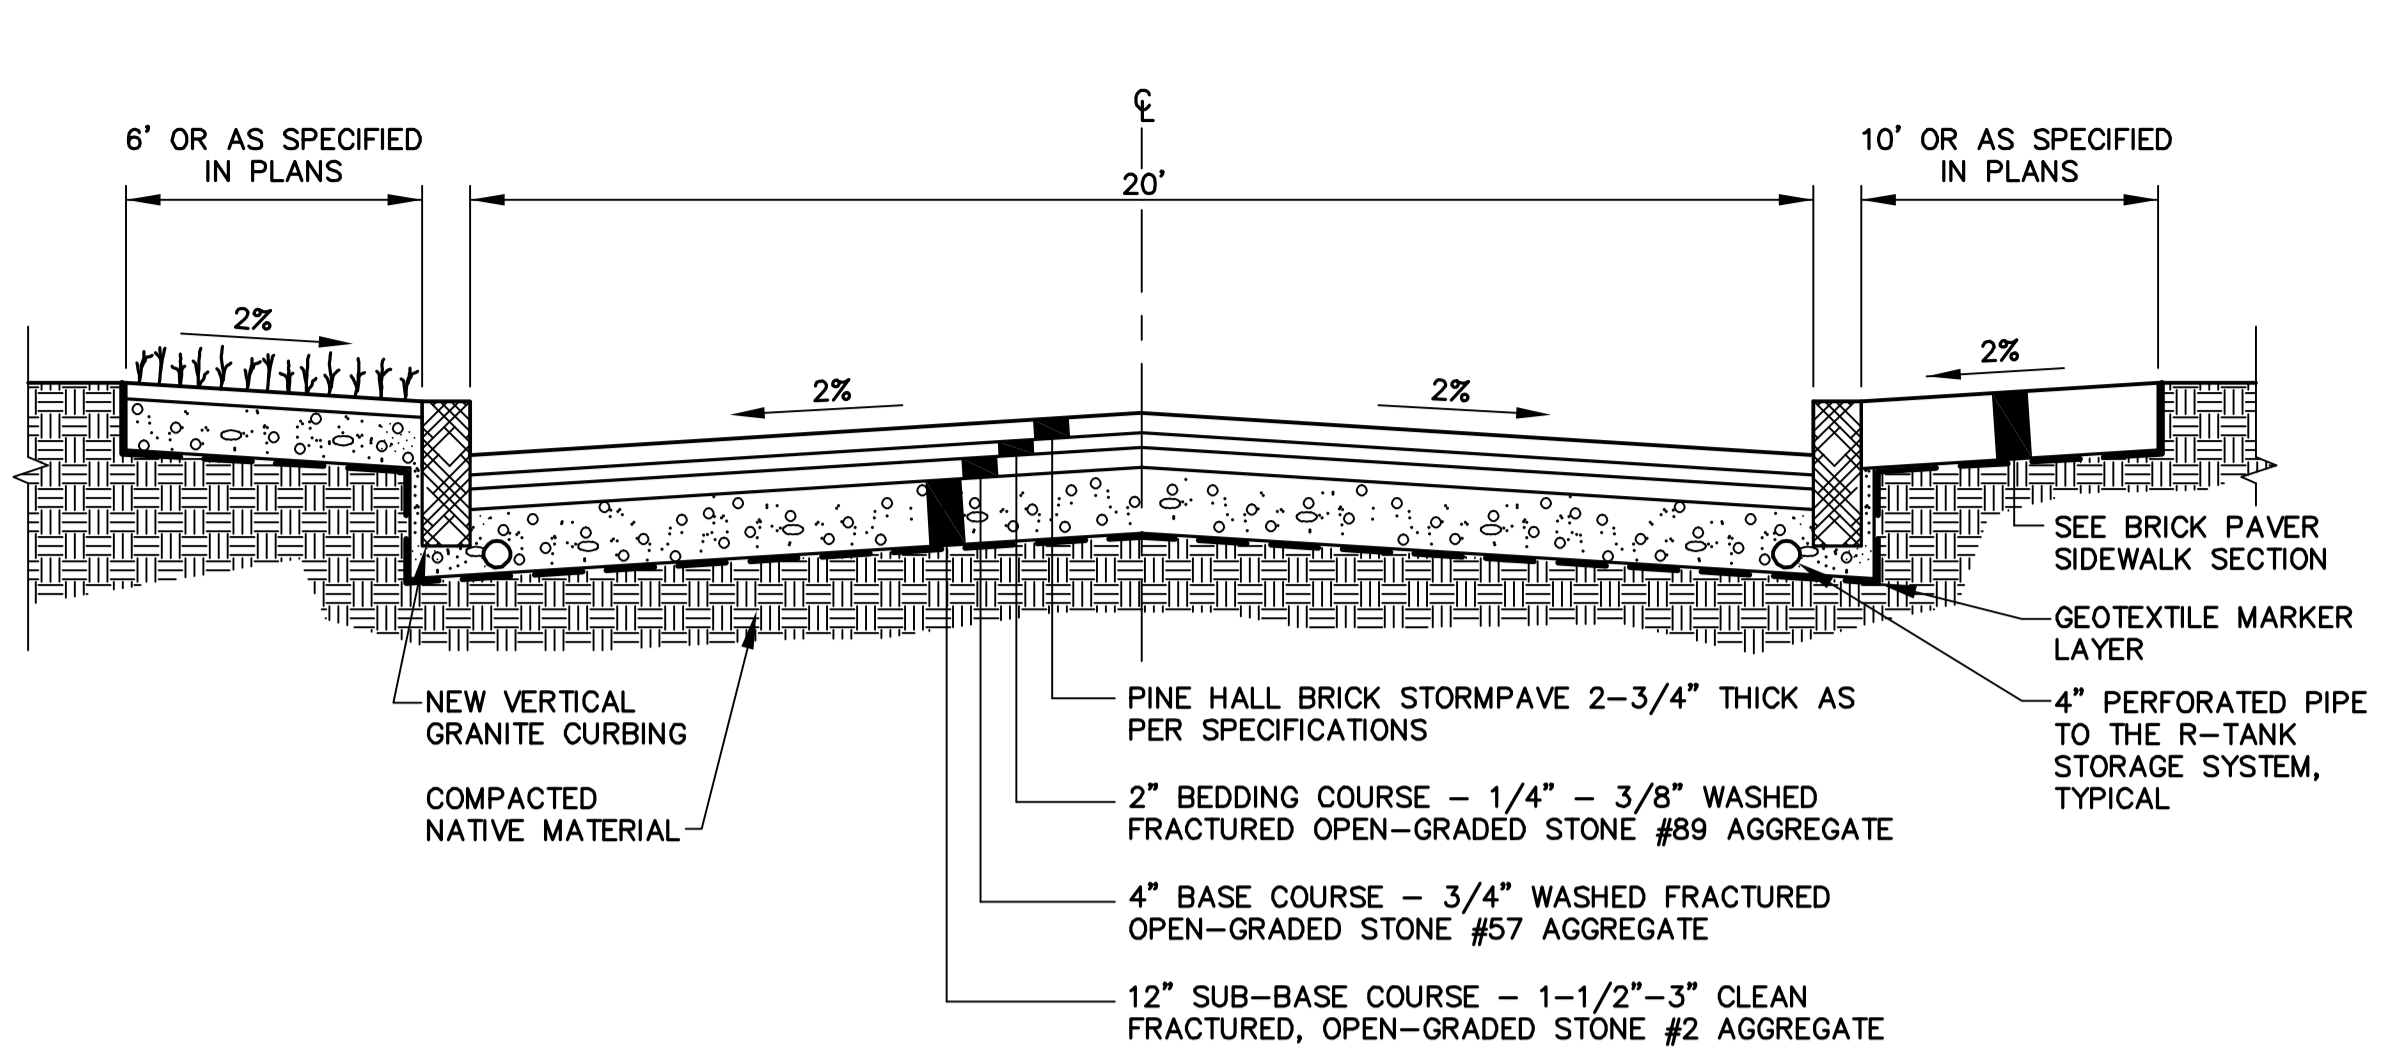 ℄
6' OR AS SPECIFIED
IN PLANS
20'
10' OR AS SPECIFIED
IN PLANS
2%
2%
2%
2%
NEW VERTICAL
GRANITE CURBING
COMPACTED
NATIVE MATERIAL
PINE HALL BRICK STORMPAVE 2-3/4" THICK AS
PER SPECIFICATIONS
2" BEDDING COURSE - 1/4" - 3/8" WASHED
FRACTURED OPEN-GRADED STONE #89 AGGREGATE
4" BASE COURSE - 3/4" WASHED FRACTURED
OPEN-GRADED STONE #57 AGGREGATE
12" SUB-BASE COURSE - 1-1/2"-3" CLEAN
FRACTURED, OPEN-GRADED STONE #2 AGGREGATE
SEE BRICK PAVER
SIDEWALK SECTION
GEOTEXTILE MARKER
LAYER
4" PERFORATED PIPE
TO THE R-TANK
STORAGE SYSTEM,
TYPICAL